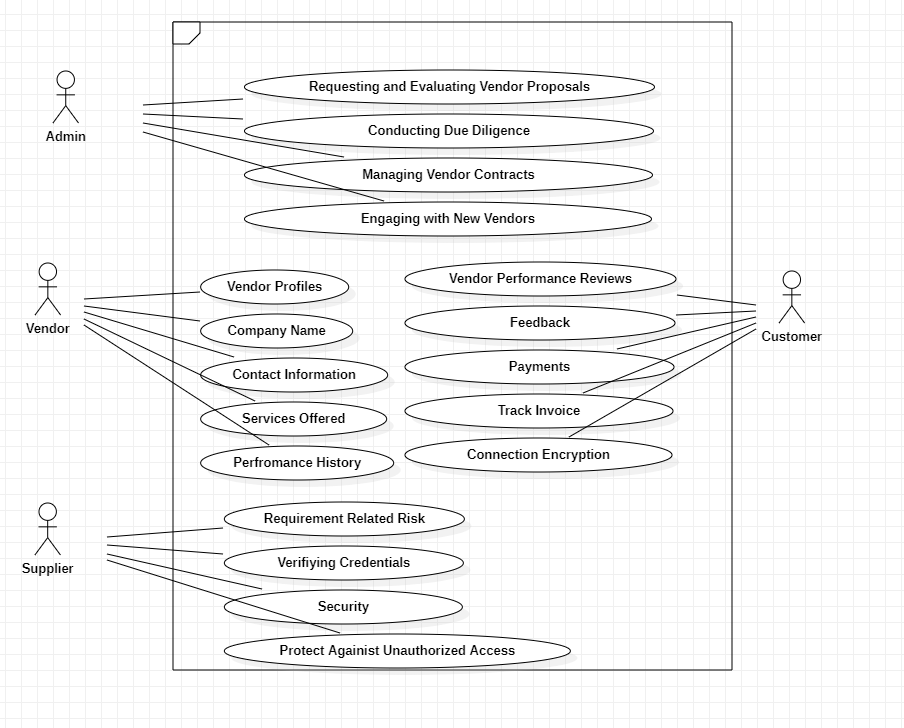 Requesting and Evaluating Vendor Proposals
Conducting Due Diligence
Admin
Managing Vendor Contracts
Engaging with New Vendors
Vendor Profiles
Company Name
Vendor
Contact Information
Services Offered
Perfromance History
Vendor Performance Reviews
Feedback
Customer
Payments
Track Invoice
Connection Encryption
Requirement Related Risk
Verifiying Credentials
Supplier
Security
Protect Againist Unauthorized Access